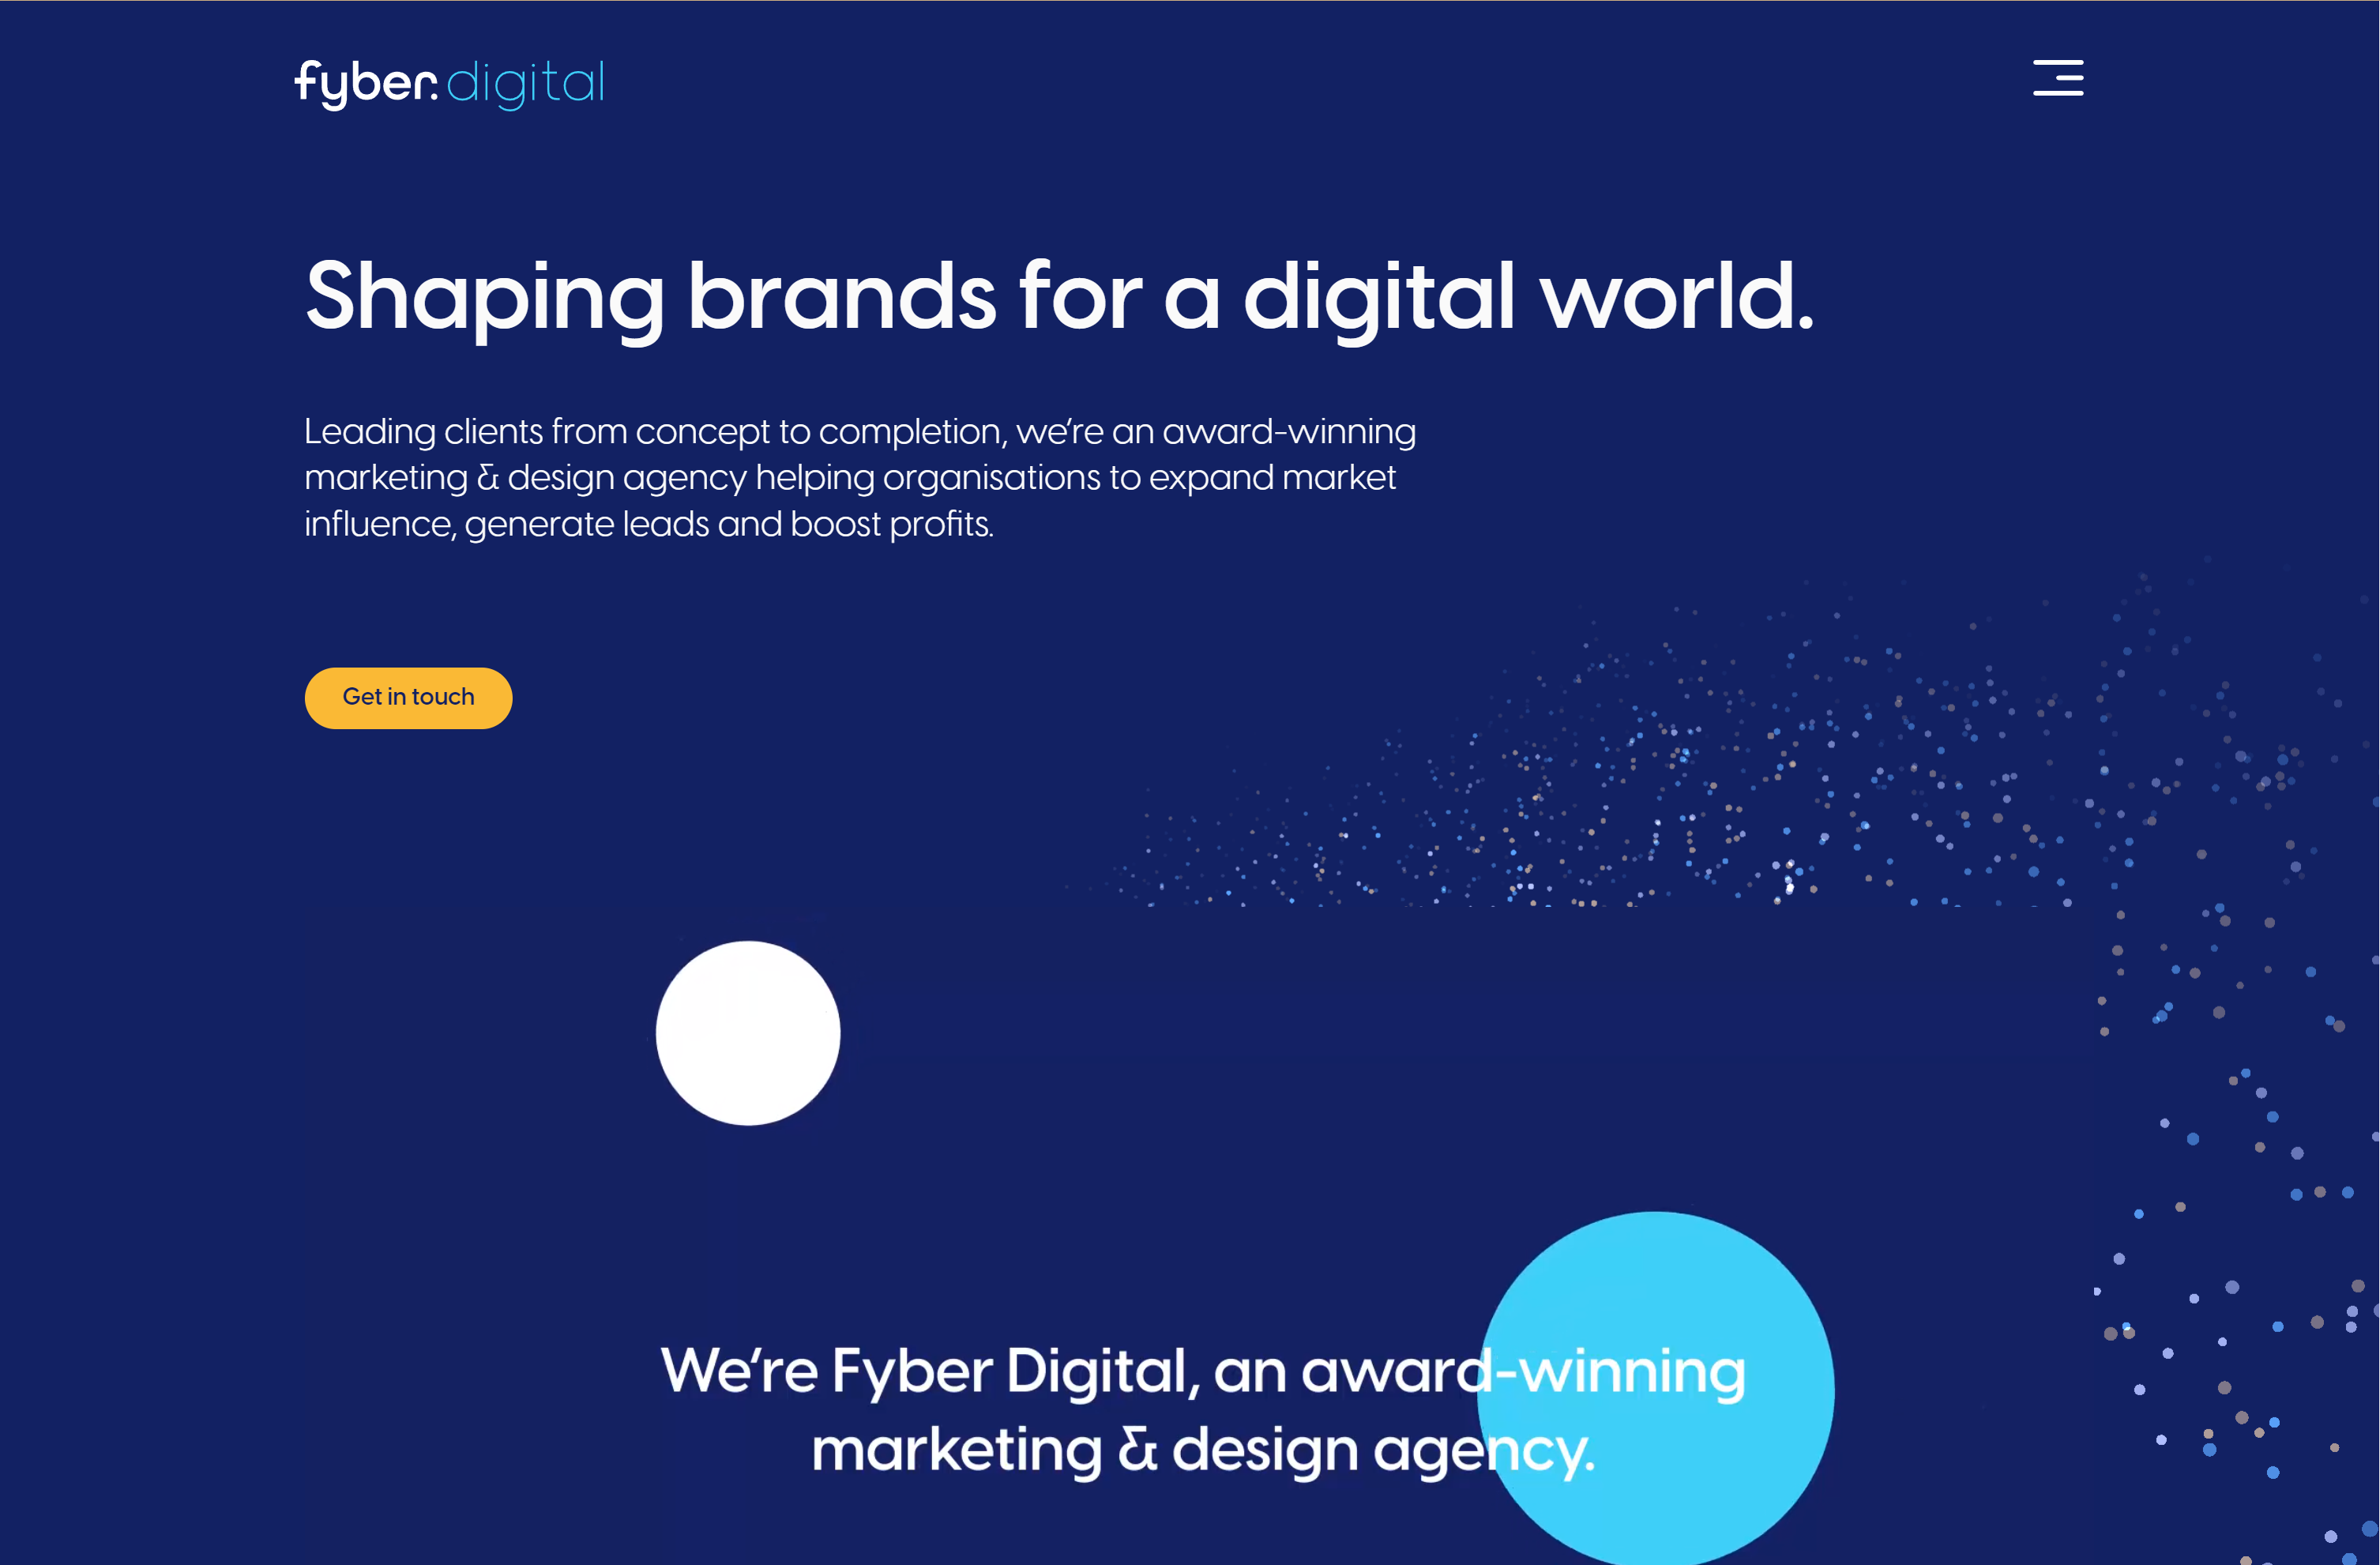 fyber. digital
Shaping brands for a digital world.
Leading clients from concept to completion, we’re an award-winning
marketing & design agency helping organisations to expand market
influence, generate leads and boost profits.
Get in touch
We‘re Fyber Digital, an award-winning
marketing & design agency.